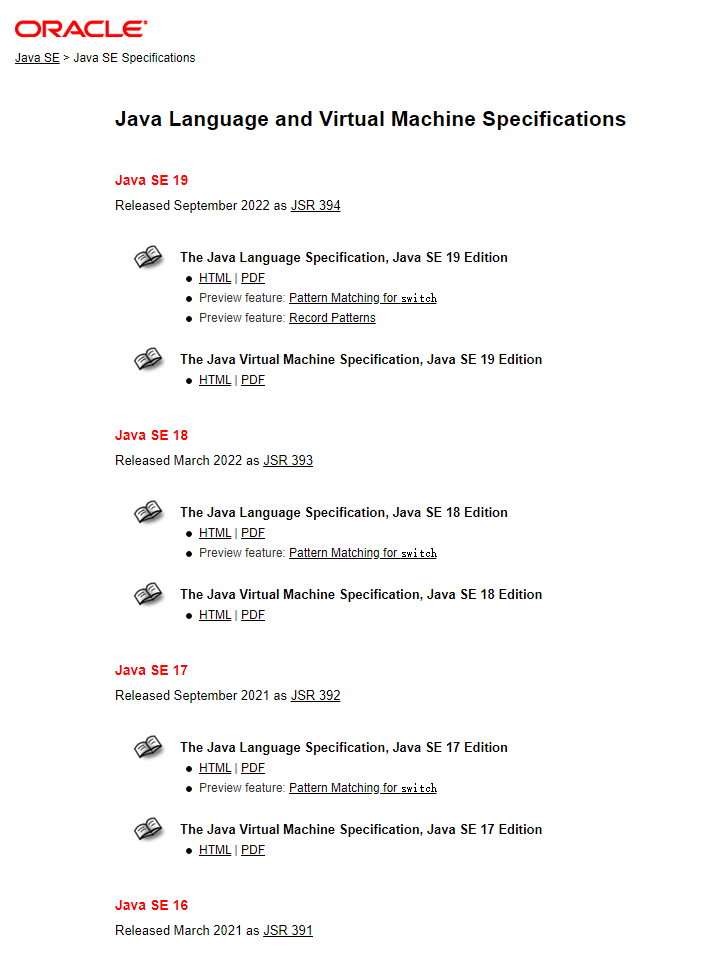 ORACLE
Java SE > Java SE Specifications
Java Language and Virtual Machine Specifications
Java SE 19
Released September 2022 as JSR 394
The Java Language Specification, Java SE 19 Edition
● HTML | PDF
● Preview feature: Pattern Matching for switch
● Preview feature: Record Patterns
The Java Virtual Machine Specification, Java SE 19 Edition
● HTML | PDF
Java SE 18
Released March 2022 as JSR 393
The Java Language Specification, Java SE 18 Edition
● HTML | PDF
● Preview feature: Pattern Matching for switch
The Java Virtual Machine Specification, Java SE 18 Edition
● HTML | PDF
Java SE 17
Released September 2021 as JSR 392
The Java Language Specification, Java SE 17 Edition
● HTML | PDF
● Preview feature: Pattern Matching for switch
The Java Virtual Machine Specification, Java SE 17 Edition
● HTML | PDF
Java SE 16
Released March 2021 as JSR 391